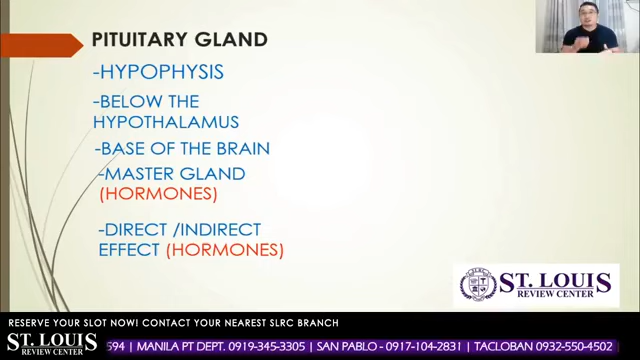 PITUITARY GLAND
-HYPOPHYSIS
-BELOW THE
HYPOTHALAMUS
-BASE OF THE BRAIN
-MASTER GLAND
(HORMONES)
-DIRECT /INDIRECT
EFFECT (HORMONES)
ST. LOUIS
REVIEW CENTER
RESERVE YOUR SLOT NOW! CONTACT YOUR NEAREST SLRC BRANCH
ST. LOUIS
REVIEW CENTER
594 | MANILA PT DEPT. 0919-345-3305 | SAN PABLO - 0917-104-2831 | TACLOBAN 0932-550-4502